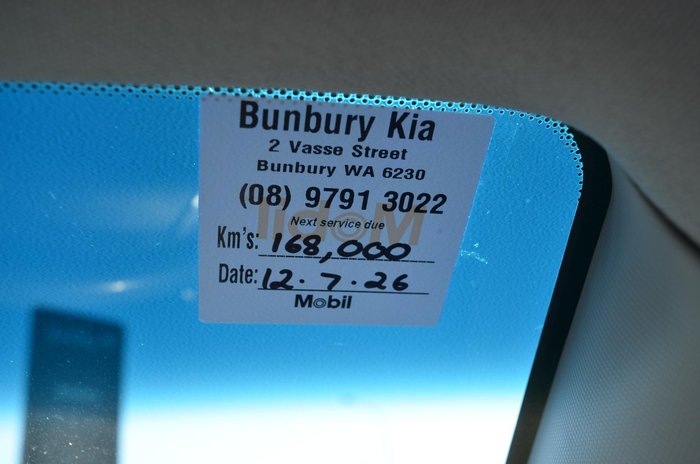 Bunbury Kia
2 Vasse Street
Bunbury WA 6230
(08) 9791 3022
Next service due
Km's: 168,000
Date: 12.7.26
Mobil